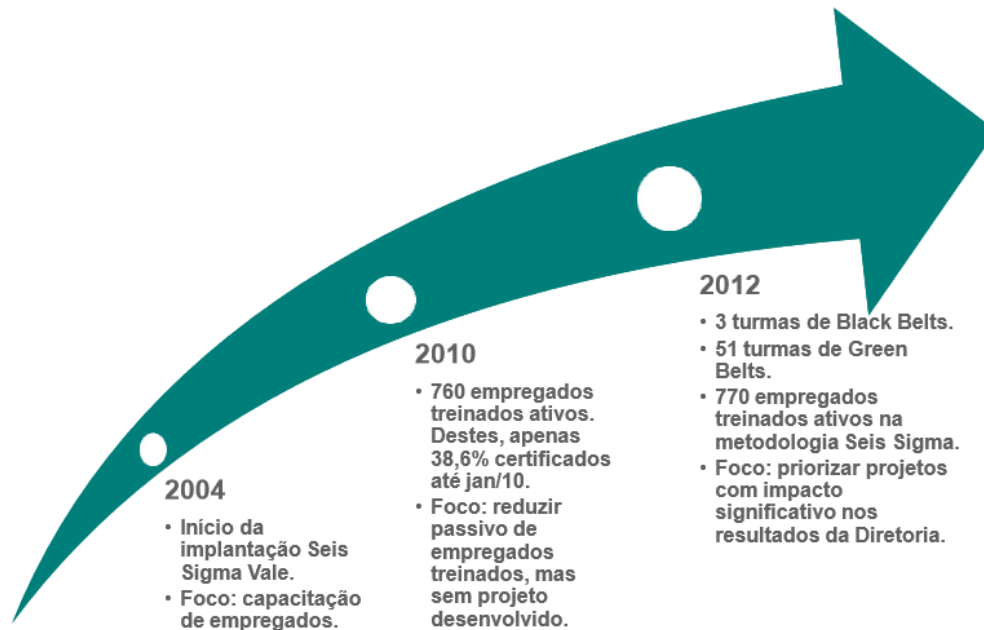 2004
• Início da
implantação Seis
Sigma Vale.
• Foco: capacitação
de empregados.
2010
• 760 empregados
treinados ativos.
Destes, apenas
38,6% certificados
até jan/10.
• Foco: reduzir
passivo de
empregados
treinados, mas
sem projeto
desenvolvido.
2012
• 3 turmas de Black Belts.
• 51 turmas de Green
Belts.
• 770 empregados
treinados ativos na
metodologia Seis Sigma.
• Foco: priorizar projetos
com impacto
significativo nos
resultados da Diretoria.